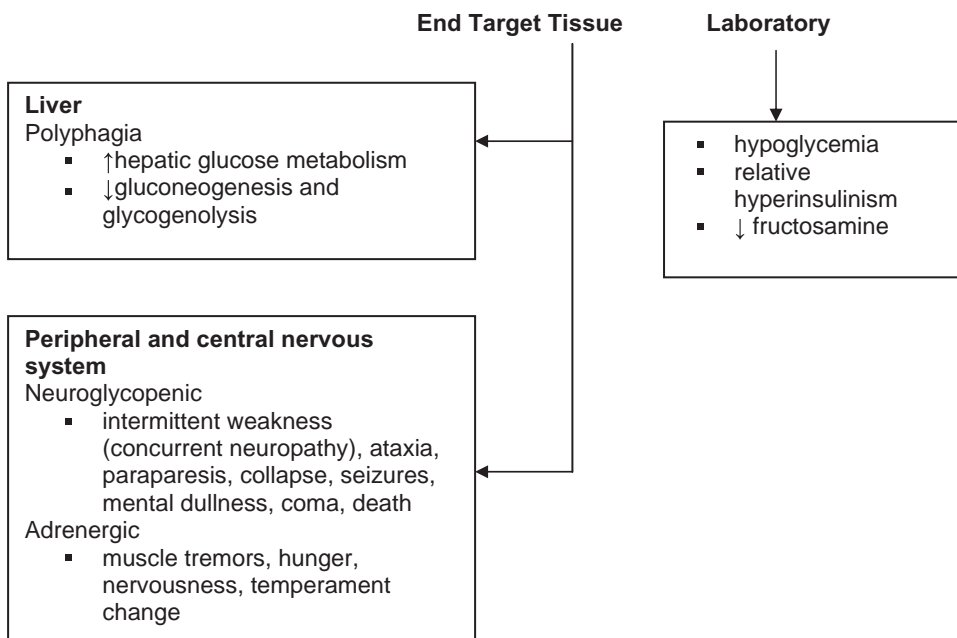 End Target Tissue
Laboratory
Liver
Polyphagia
▪ ↑hepatic glucose metabolism
▪ ↓gluconeogenesis and
glycogenolysis
▪ hypoglycemia
▪ relative
hyperinsulinism
▪ ↓ fructosamine
Peripheral and central nervous
system
Neuroglycopenic
▪ intermittent weakness
(concurrent neuropathy), ataxia,
paraparesis, collapse, seizures,
mental dullness, coma, death
Adrenergic
▪ muscle tremors, hunger,
nervousness, temperament
change